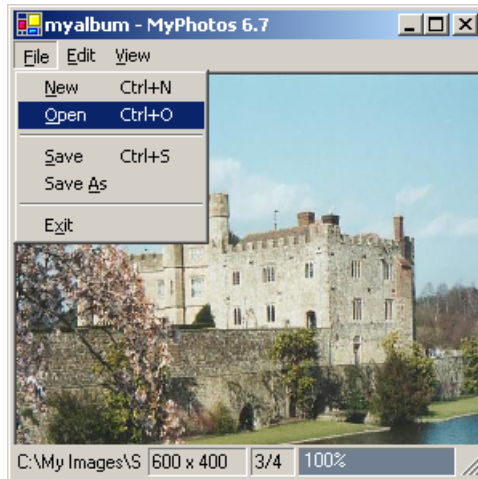 myalbum - MyPhotos 6.7
File Edit View
New Ctrl+N
Open Ctrl+O
Save Ctrl+S
Save As
Exit
C:\My Images\S 600 x 400 3/4 100%